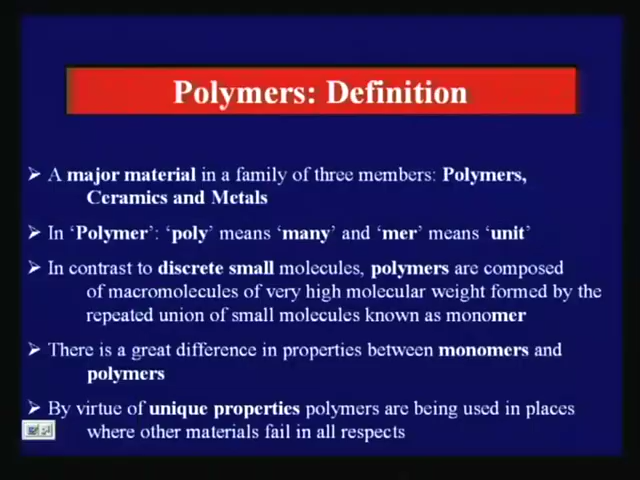 Polymers: Definition
➢ A major material in a family of three members: Polymers,
Ceramics and Metals
➢ In ‘Polymer’: ‘poly’ means ‘many’ and ‘mer’ means ‘unit’
➢ In contrast to discrete small molecules, polymers are composed
of macromolecules of very high molecular weight formed by the
repeated union of small molecules known as monomer
➢ There is a great difference in properties between monomers and
polymers
➢ By virtue of unique properties polymers are being used in places
where other materials fail in all respects